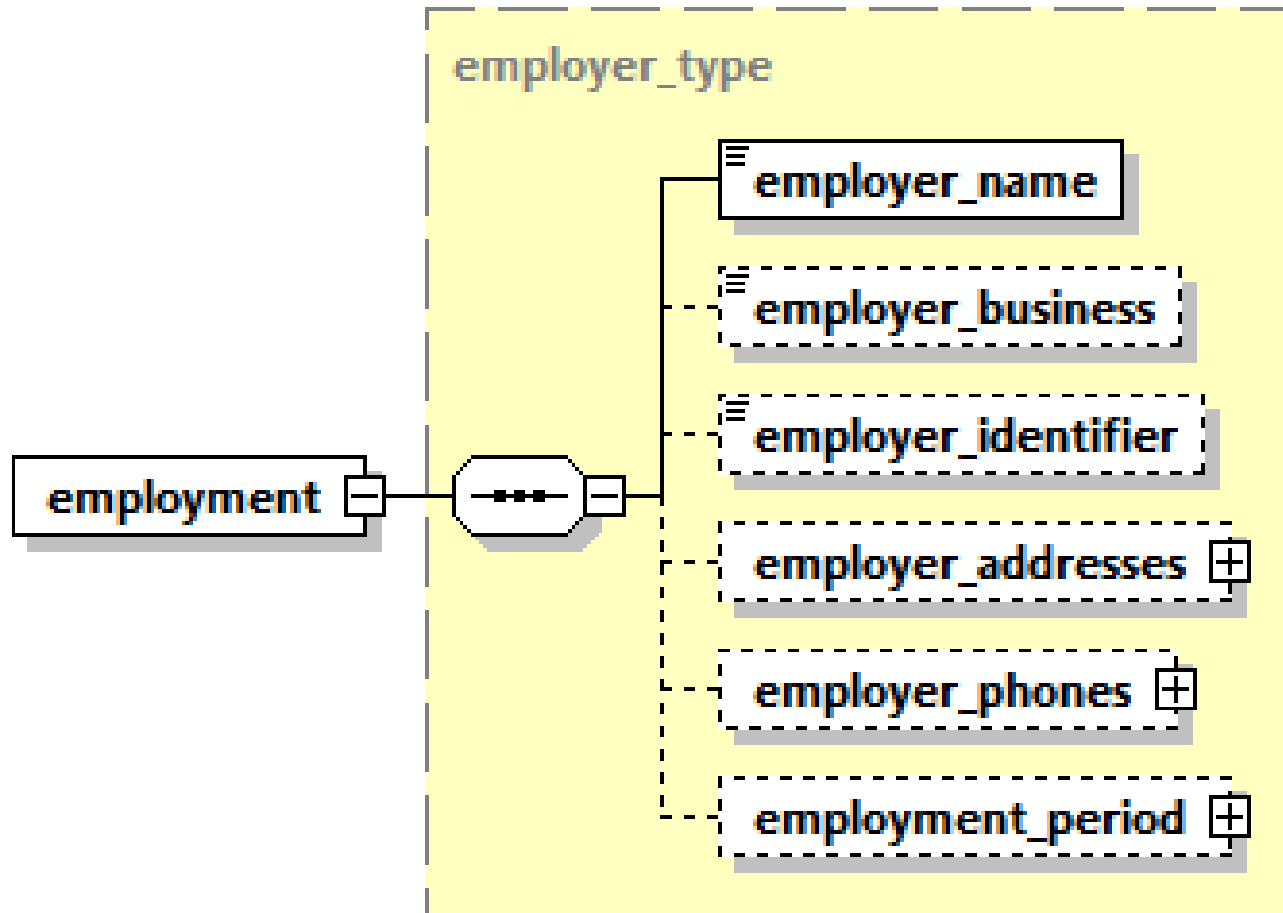 employer_type
employer_name
employer_business
employer_identifier
employment
employer_addresses
employer_phones
employment_period